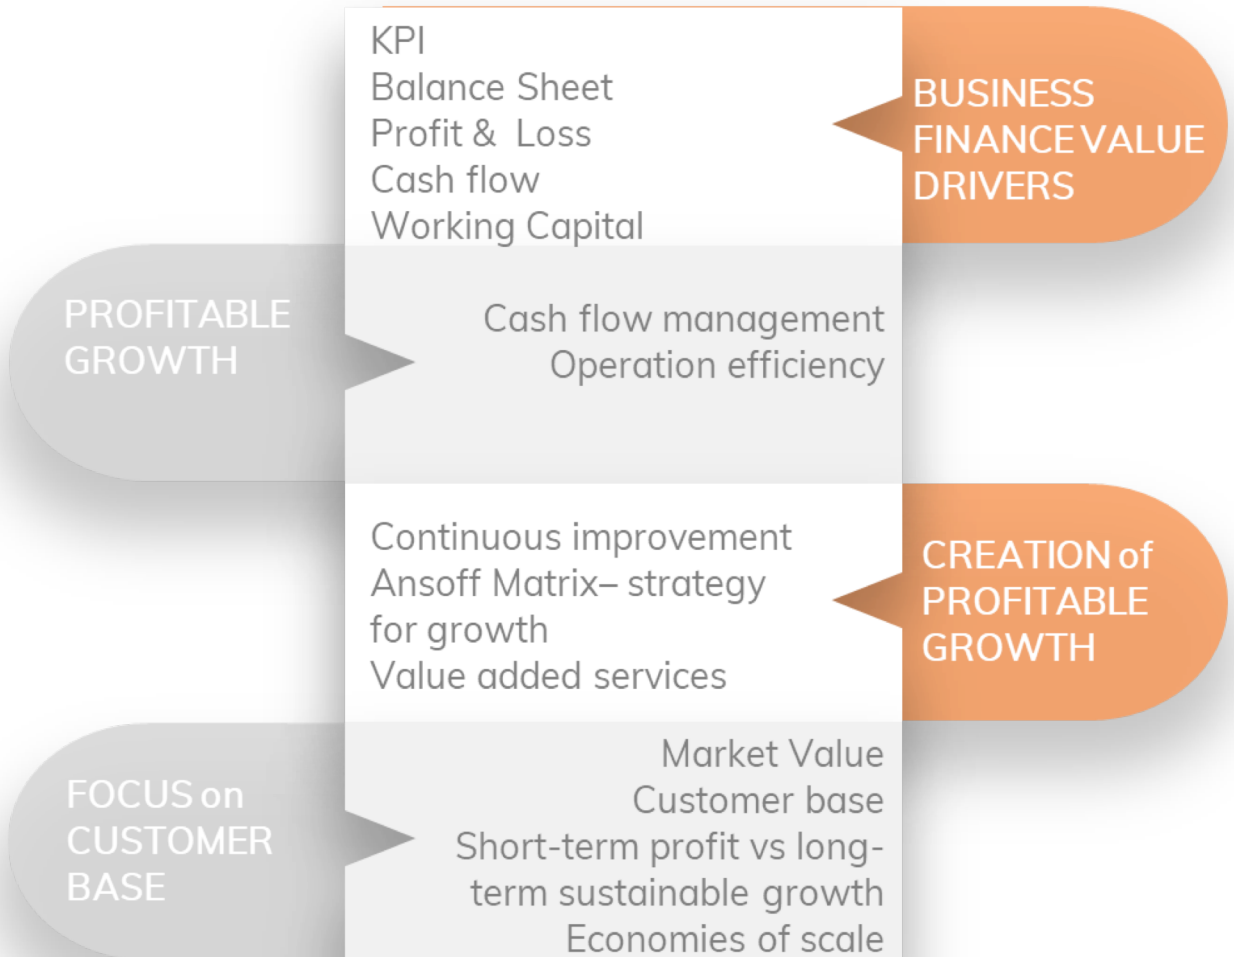 KPI
Balance Sheet
Profit & Loss
Cash flow
Working Capital
BUSINESS
FINANCE VALUE
DRIVERS
PROFITABLE
GROWTH
Cash flow management
Operation efficiency
Continuous improvement
Ansoff Matrix– strategy
for growth
Value added services
CREATION of
PROFITABLE
GROWTH
FOCUS on
CUSTOMER
BASE
Market Value
Customer base
Short-term profit vs long-
term sustainable growth
Economies of scale